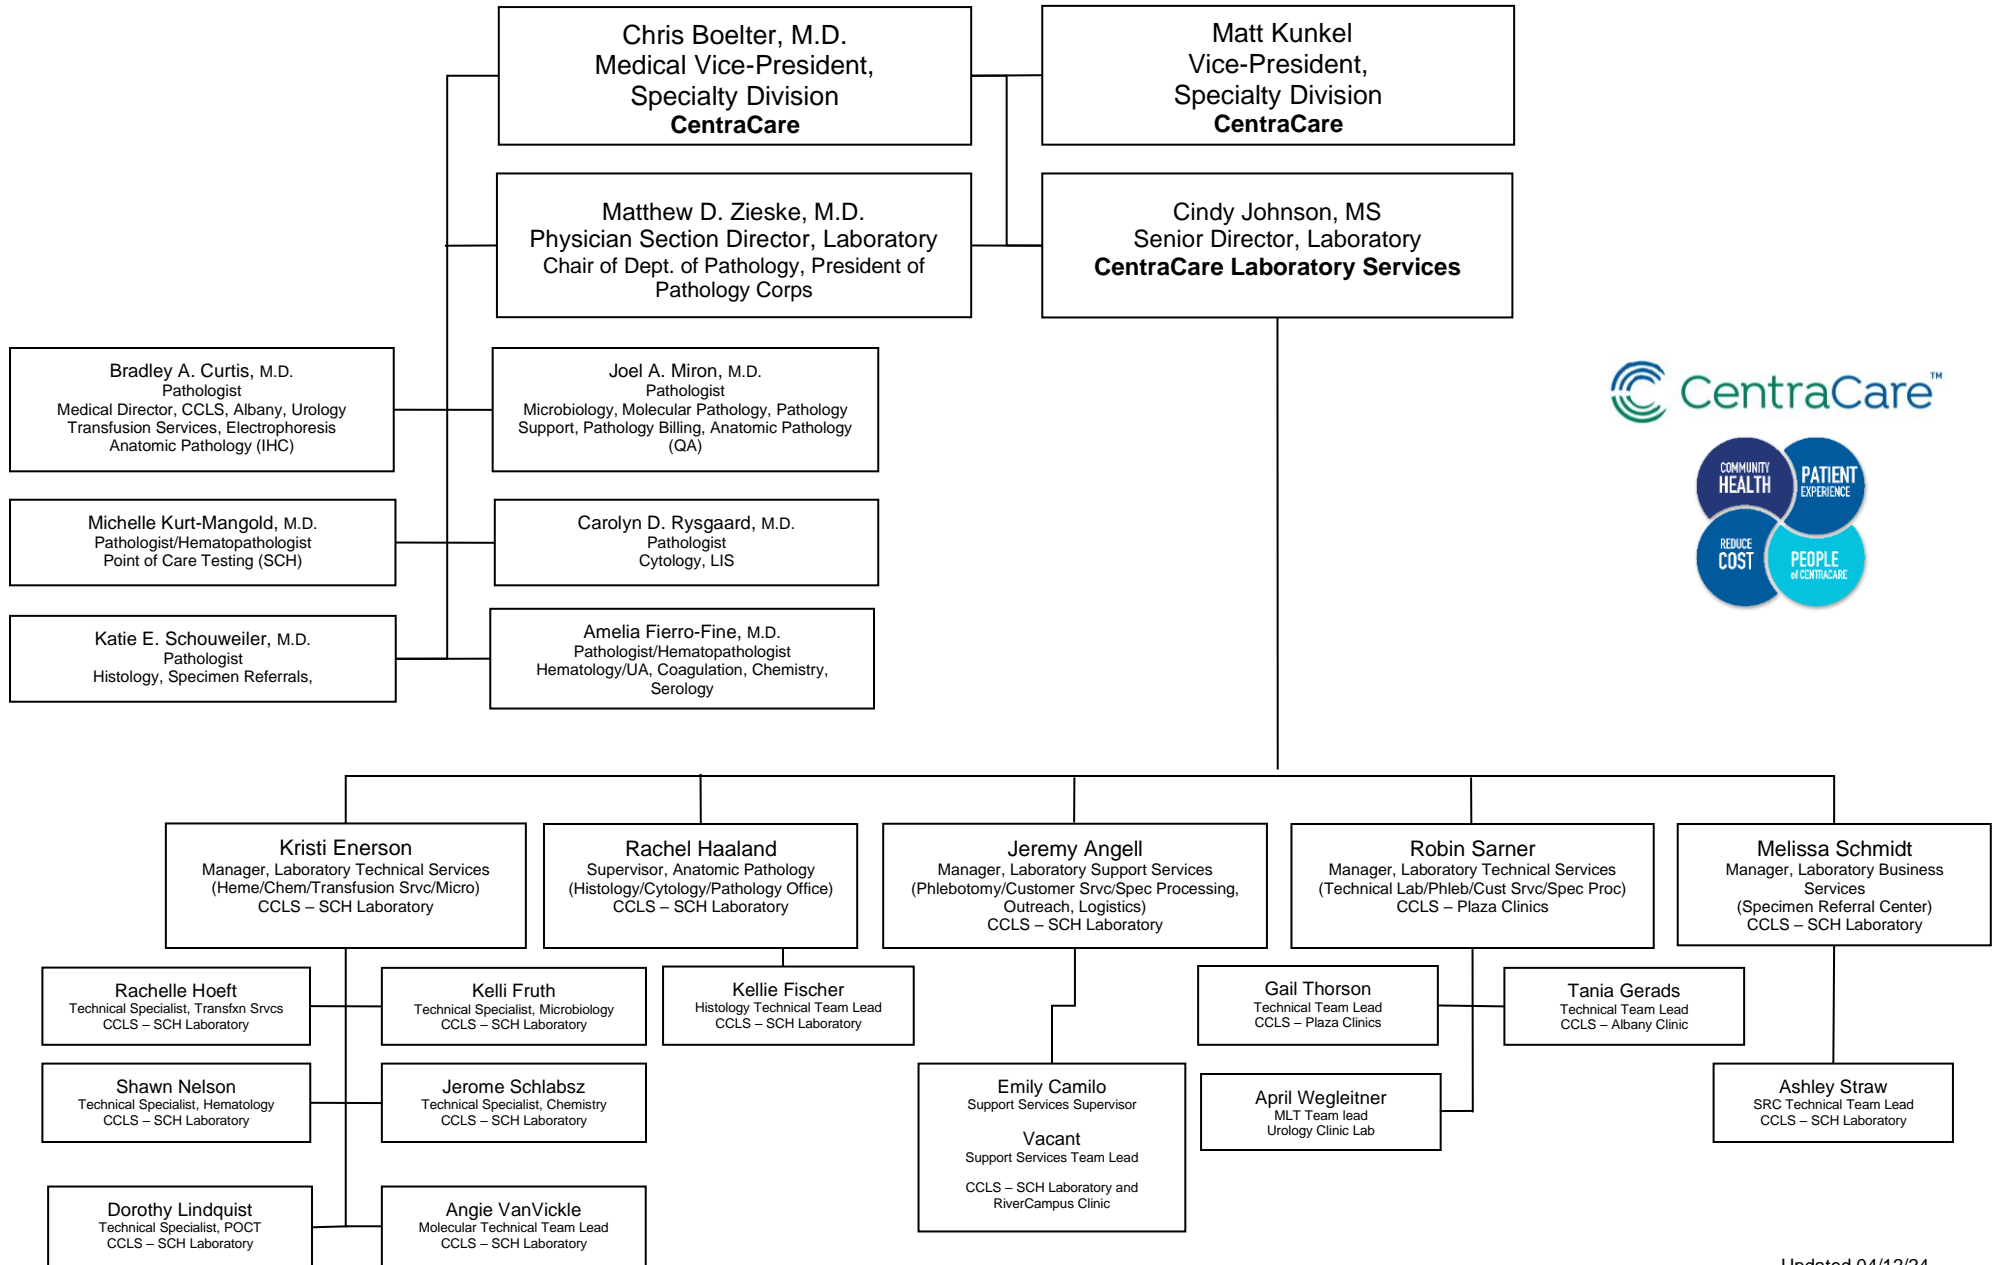 Chris Boelter, M.D.
Medical Vice-President,
Specialty Division
CentraCare
Matt Kunkel
Vice-President,
Specialty Division
CentraCare
Matthew D. Zieske, M.D.
Physician Section Director, Laboratory
Chair of Dept. of Pathology, President of
Pathology Corps
Cindy Johnson, MS
Senior Director, Laboratory
CentraCare Laboratory Services
Bradley A. Curtis, M.D.
Pathologist
Medical Director, CCLS, Albany, Urology
Transfusion Services, Electrophoresis
Anatomic Pathology (IHC)
Joel A. Miron, M.D.
Pathologist
Microbiology, Molecular Pathology, Pathology
Support, Pathology Billing, Anatomic Pathology
(QA)
CentraCare™
COMMUNITY
HEALTH
PATIENT
EXPERIENCE
REDUCE
COST
PEOPLE
of CENTRACARE
Michelle Kurt-Mangold, M.D.
Pathologist/Hematopathologist
Point of Care Testing (SCH)
Carolyn D. Rysgaard, M.D.
Pathologist
Cytology, LIS
Katie E. Schouweiler, M.D.
Pathologist
Histology, Specimen Referrals,
Amelia Fierro-Fine, M.D.
Pathologist/Hematopathologist
Hematology/UA, Coagulation, Chemistry,
Serology
Kristi Enerson
Manager, Laboratory Technical Services
(Heme/Chem/Transfusion Srvc/Micro)
CCLS – SCH Laboratory
Rachel Haaland
Supervisor, Anatomic Pathology
(Histology/Cytology/Pathology Office)
CCLS – SCH Laboratory
Jeremy Angell
Manager, Laboratory Support Services
(Phlebotomy/Customer Srvc/Spec Processing,
Outreach, Logistics)
CCLS – SCH Laboratory
Robin Sarner
Manager, Laboratory Technical Services
(Technical Lab/Phleb/Cust Srvc/Spec Proc)
CCLS – Plaza Clinics
Melissa Schmidt
Manager, Laboratory Business
Services
(Specimen Referral Center)
CCLS – SCH Laboratory
Rachelle Hoeft
Technical Specialist, Transfxn Srvcs
CCLS – SCH Laboratory
Kelli Fruth
Technical Specialist, Microbiology
CCLS – SCH Laboratory
Kellie Fischer
Histology Technical Team Lead
CCLS – SCH Laboratory
Gail Thorson
Technical Team Lead
CCLS – Plaza Clinics
Tania Gerads
Technical Team Lead
CCLS – Albany Clinic
Shawn Nelson
Technical Specialist, Hematology
CCLS – SCH Laboratory
Jerome Schlabsz
Technical Specialist, Chemistry
CCLS – SCH Laboratory
Emily Camilo
Support Services Supervisor
Vacant
Support Services Team Lead
CCLS – SCH Laboratory and
RiverCampus Clinic
April Wegleitner
MLT Team lead
Urology Clinic Lab
Ashley Straw
SRC Technical Team Lead
CCLS – SCH Laboratory
Dorothy Lindquist
Technical Specialist, POCT
CCLS – SCH Laboratory
Angie VanVickle
Molecular Technical Team Lead
CCLS – SCH Laboratory
Updated 04/12/24